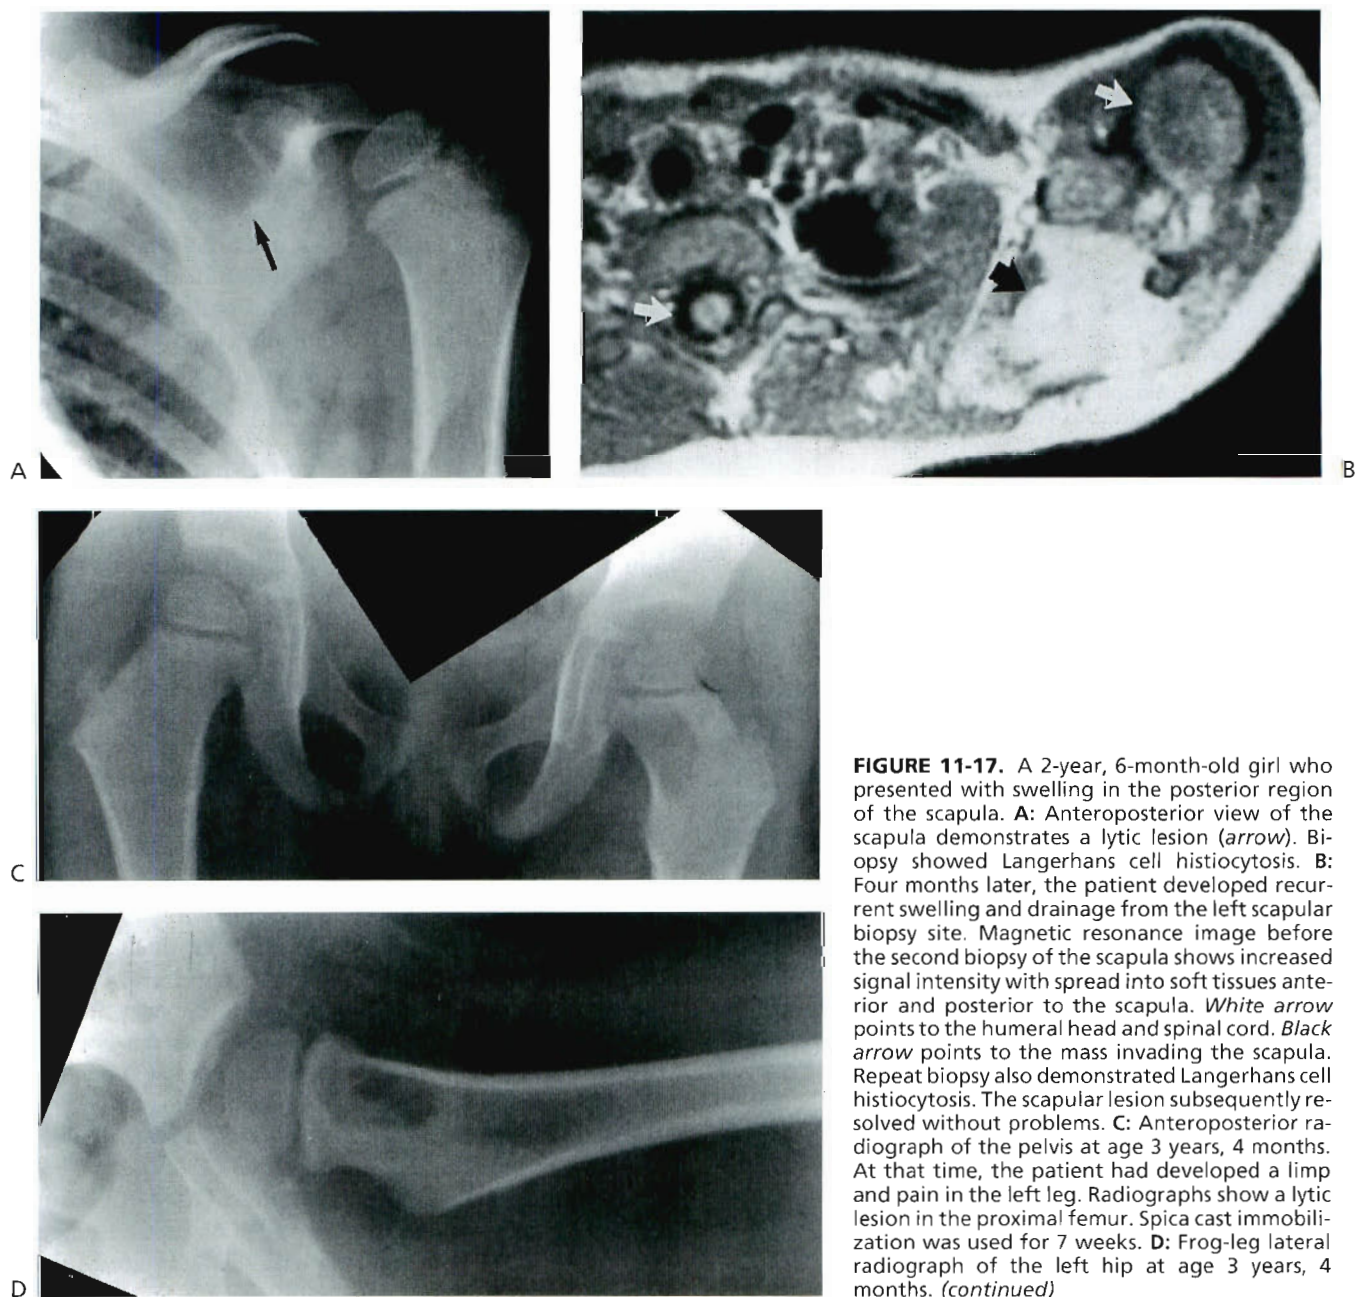 A
B
C
D
FIGURE 11-17. A 2-year, 6-month-old girl who
presented with swelling in the posterior region
of the scapula. A: Anteroposterior view of the
scapula demonstrates a lytic lesion (arrow). Bi-
opsy showed Langerhans cell histiocytosis. B:
Four months later, the patient developed recur-
rent swelling and drainage from the left scapular
biopsy site. Magnetic resonance image before
the second biopsy of the scapula shows increased
signal intensity with spread into soft tissues ante-
rior and posterior to the scapula. White arrow
points to the humeral head and spinal cord. Black
arrow points to the mass invading the scapula.
Repeat biopsy also demonstrated Langerhans cell
histiocytosis. The scapular lesion subsequently re-
solved without problems. C: Anteroposterior ra-
diograph of the pelvis at age 3 years, 4 months.
At that time, the patient had developed a limp
and pain in the left leg. Radiographs show a lytic
lesion in the proximal femur. Spica cast immobili-
zation was used for 7 weeks. D: Frog-leg lateral
radiograph of the left hip at age 3 years, 4
months. (continued)